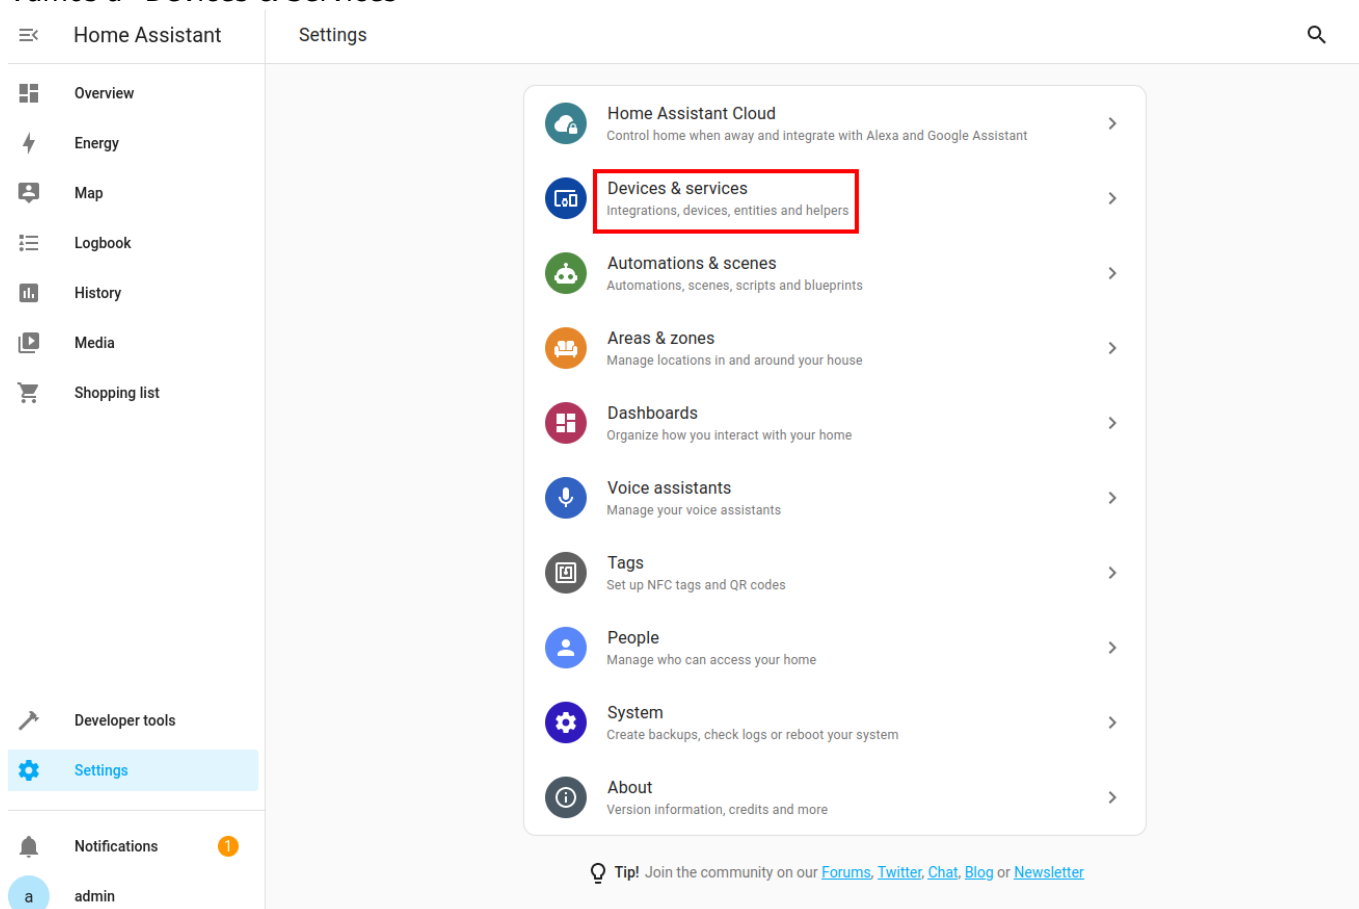 Home Assistant
Settings
Overview
Energy
Map
Logbook
History
Media
Shopping list
Developer tools
Settings
Notifications
1
a
admin
Home Assistant Cloud
Control home when away and integrate with Alexa and Google Assistant
Devices & services
Integrations, devices, entities and helpers
Automations & scenes
Automations, scenes, scripts and blueprints
Areas & zones
Manage locations in and around your house
Dashboards
Organize how you interact with your home
Voice assistants
Manage your voice assistants
Tags
Set up NFC tags and QR codes
People
Manage who can access your home
System
Create backups, check logs or reboot your system
About
Version information, credits and more
Tip! Join the community on our Forums, Twitter, Chat, Blog or Newsletter